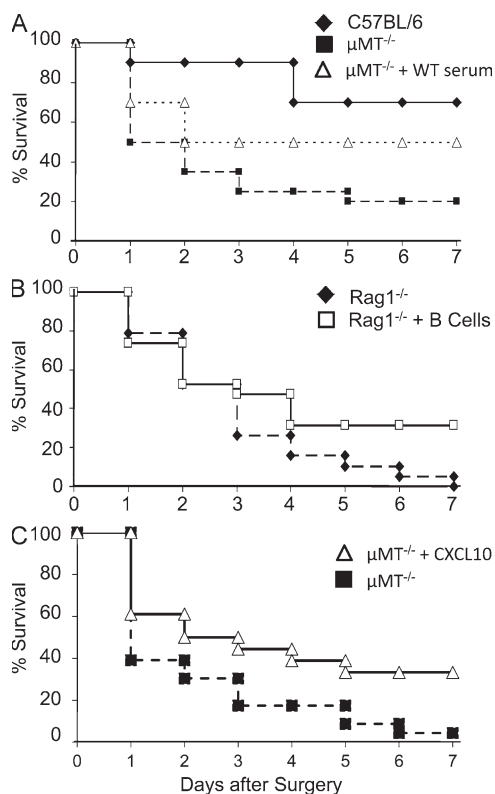 A
C57BL/6
μMT-/-
μMT-/- + WT serum
% Survival
100
80
60
40
20
0
0 1 2 3 4 5 6 7
B
Rag1-/-
Rag1-/- + B Cells
% Survival
100
80
60
40
20
0
0 1 2 3 4 5 6 7
C
μMT-/- + CXCL10
μMT-/-
% Survival
100
80
60
40
20
0
0 1 2 3 4 5 6 7
Days after Surgery